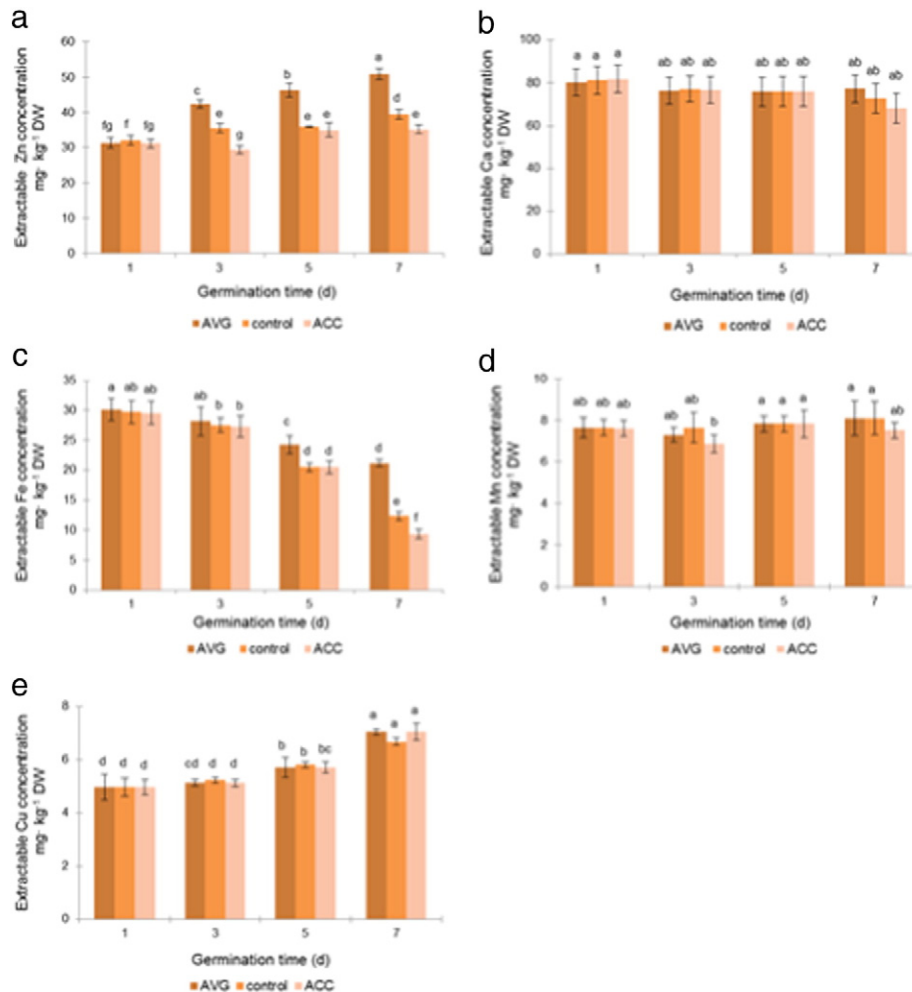 a
Extractable Zn concentration
mg· kg⁻¹ DW
60
50
40
30
20
10
0
fg f fg
c e g
b e e
a d e
1 3 5 7
Germination time (d)
AVG control ACC
b
Extractable Ca concentration
mg· kg⁻¹ DW
100
80
60
40
20
0
a a a
ab ab ab
ab ab ab
ab ab ab
1 3 5 7
Germination time (d)
AVG control ACC
c
Extractable Fe concentration
mg· kg⁻¹ DW
35
30
25
20
15
10
5
0
a ab ab
ab b b
c d d
d e f
1 3 5 7
Germination time (d)
AVG control ACC
d
Extractable Mn concentration
mg· kg⁻¹ DW
10
8
6
4
2
0
ab ab ab
ab ab b
a a a
a a ab
1 3 5 7
Germination time (d)
AVG control ACC
e
Extractable Cu concentration
mg· kg⁻¹ DW
8
6
4
2
0
d d d
cd d d
b b bc
a a a
1 3 5 7
Germination time (d)
AVG control ACC